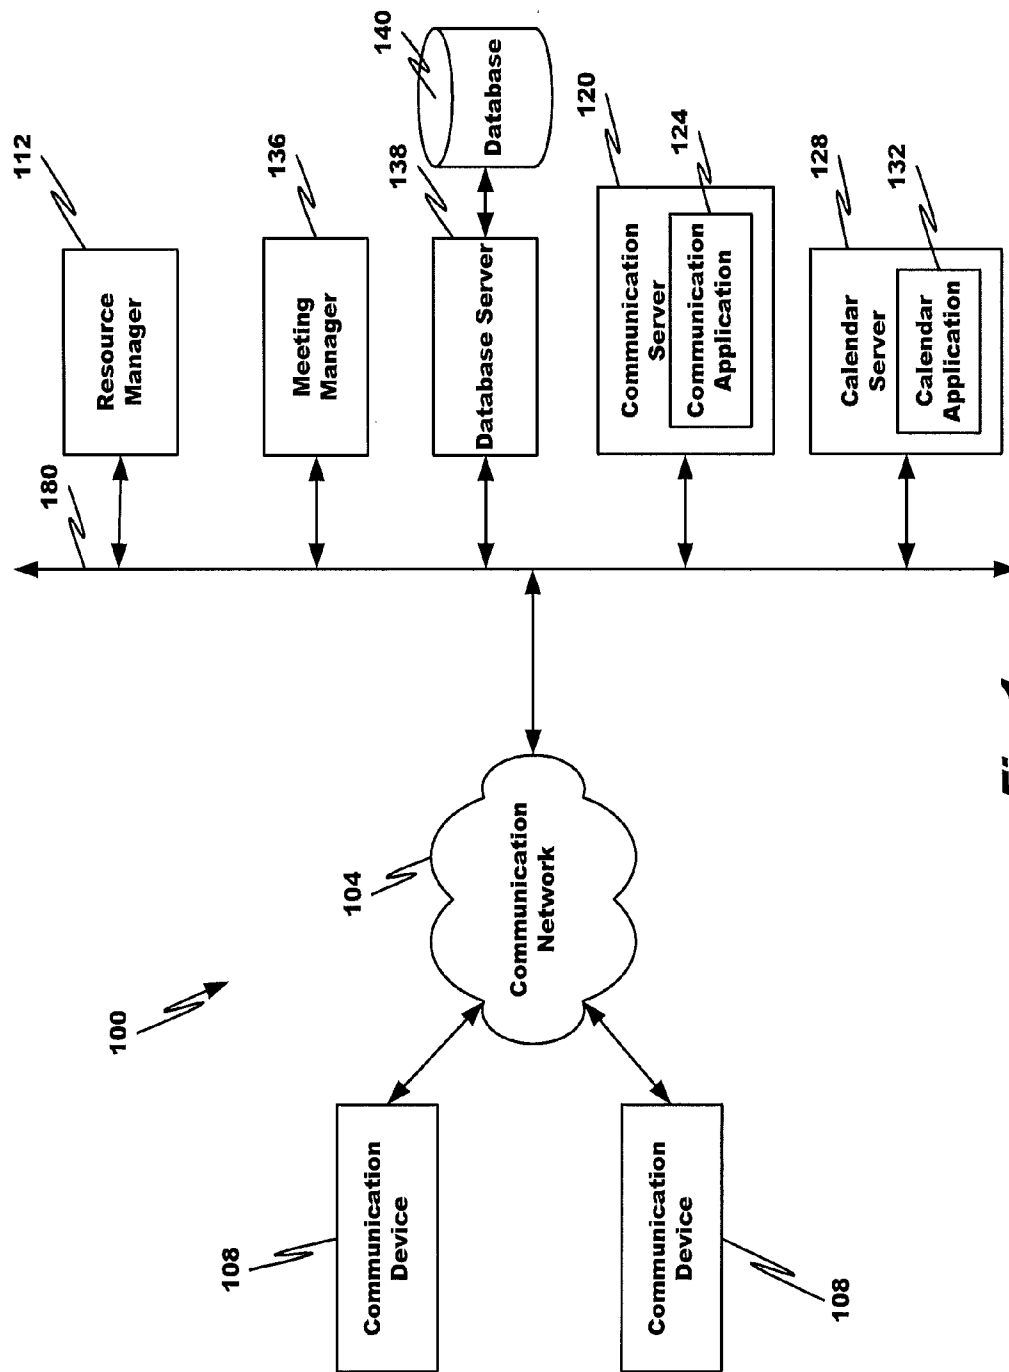 100
108
Communication
Device
108
Communication
Device
104
Communication
Network
180
112
Resource
Manager
136
Meeting
Manager
138
Database Server
140
Database
120
Communication
Server
124
Communication
Application
128
Calendar
Server
132
Calendar
Application